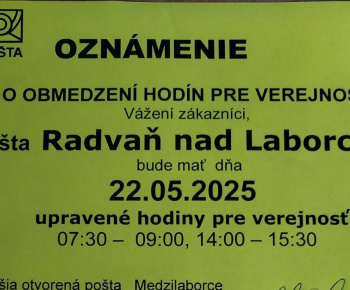 OZNÁMENIE
ŠTA
O OBMEDZENÍ HODÍN PRE VEREJNOS
Vážení zákazníci,
šta Radvaň nad Laborc
bude mať dňa
22.05.2025
upravené hodiny pre verejnosť
07:30 – 09:00, 14:00 – 15:30
šia otvorená pošta Medzilaborce